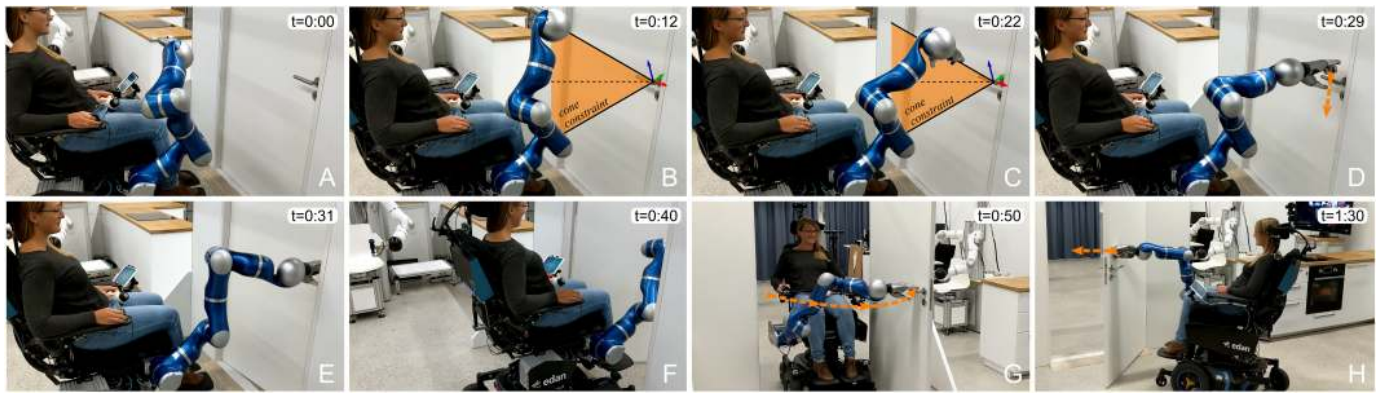 t=0:00
A
t=0:12
cone
constraint
B
t=0:22
cone
constraint
C
t=0:29
D
t=0:31
E
t=0:40
edan
F
t=0:50
G
t=1:30
edan
H